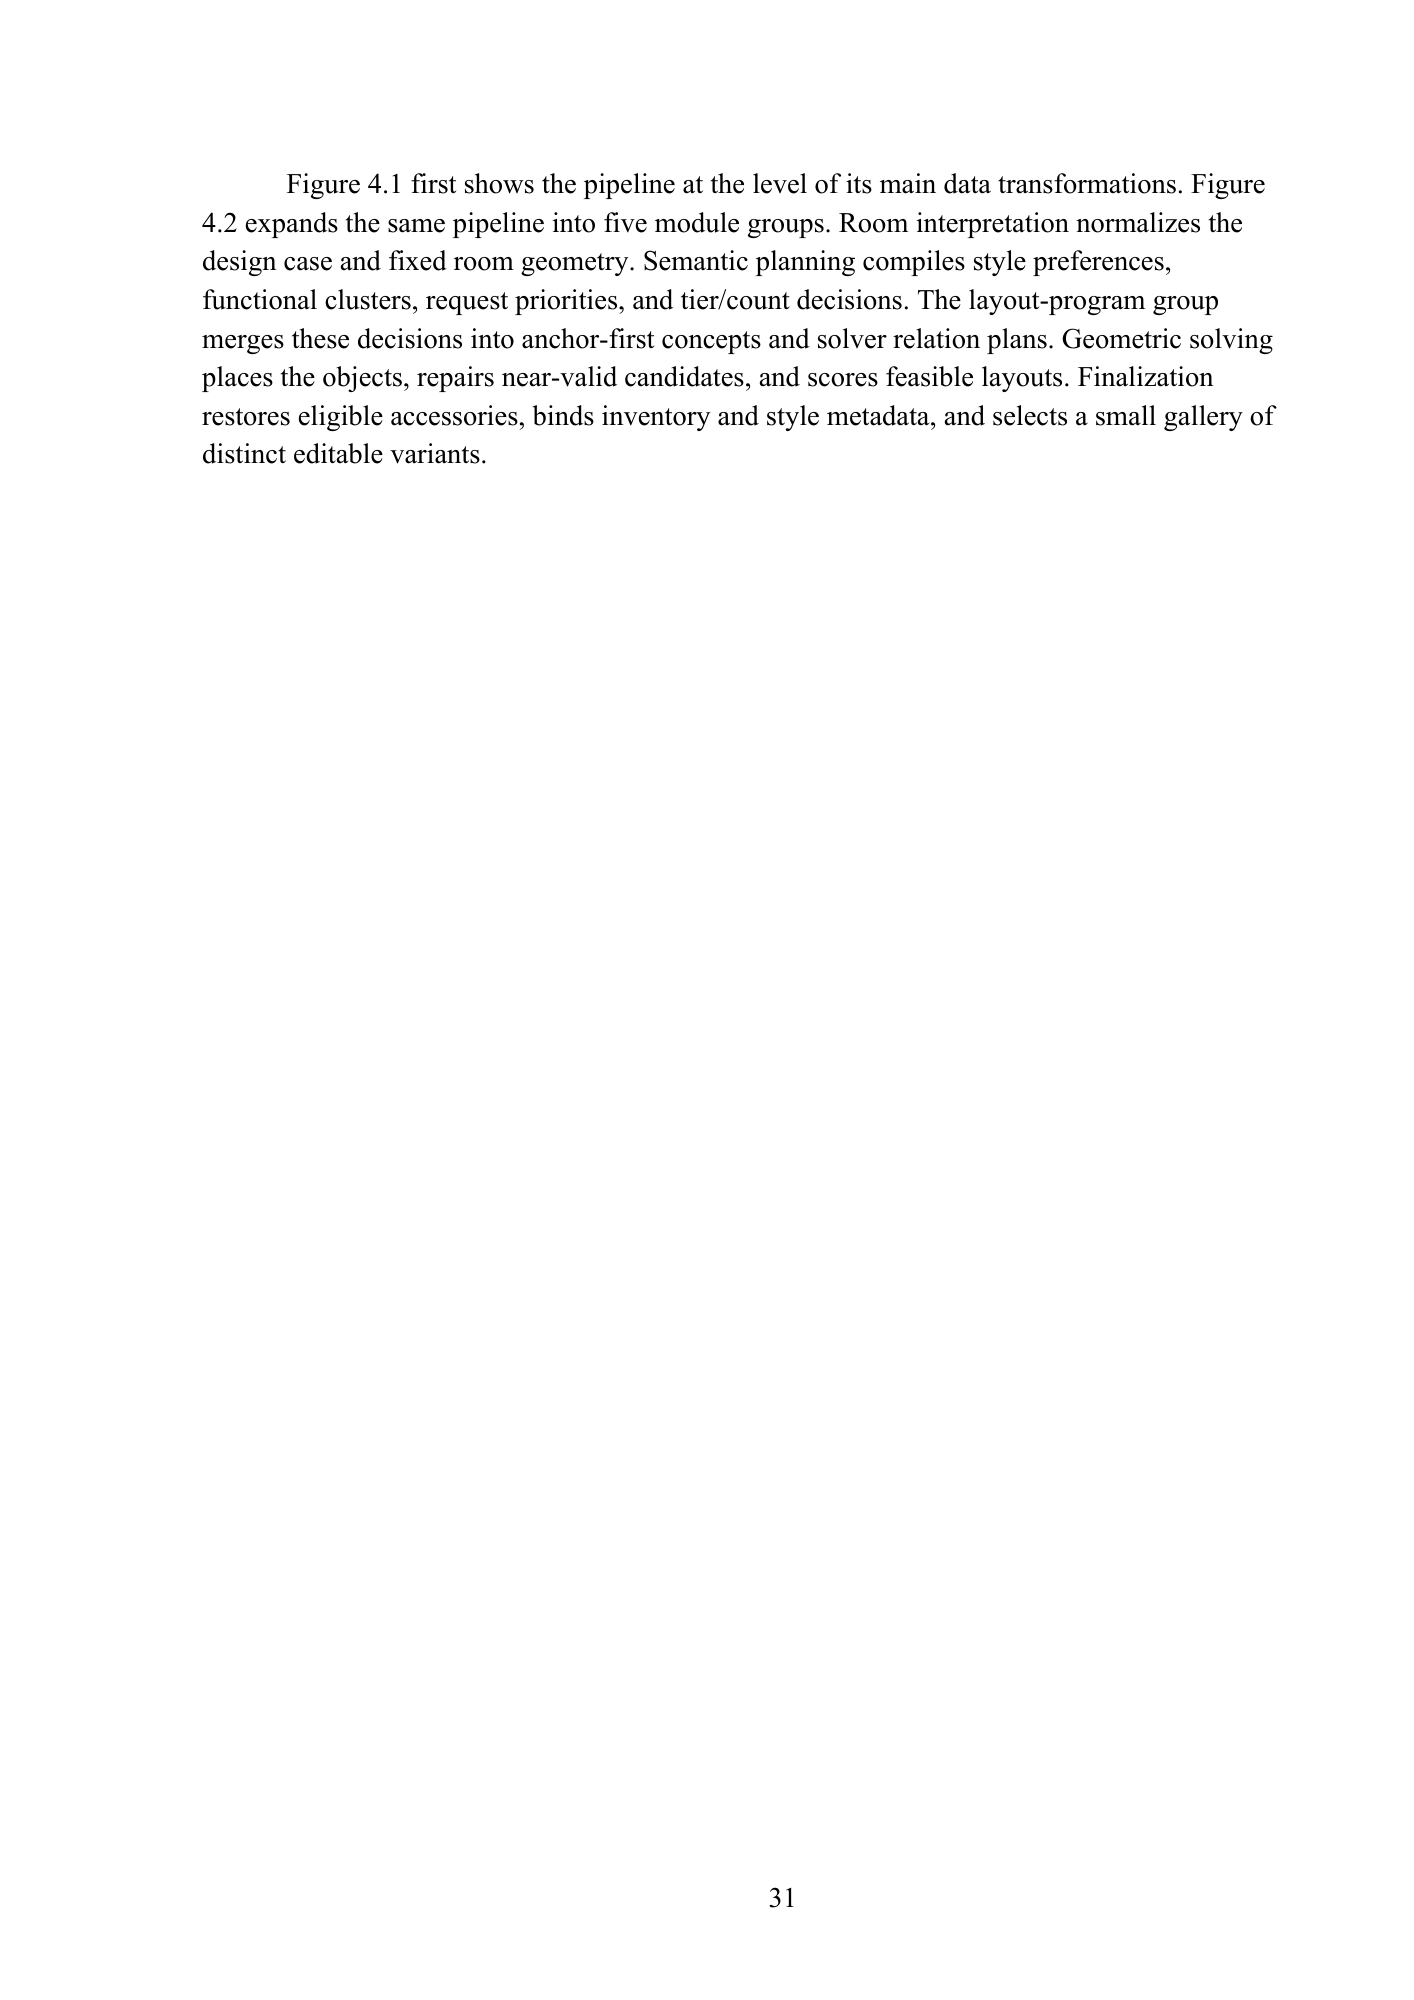 Figure 4.1 first shows the pipeline at the level of its main data transformations. Figure
4.2 expands the same pipeline into five module groups. Room interpretation normalizes the
design case and fixed room geometry. Semantic planning compiles style preferences,
functional clusters, request priorities, and tier/count decisions. The layout-program group
merges these decisions into anchor-first concepts and solver relation plans. Geometric solving
places the objects, repairs near-valid candidates, and scores feasible layouts. Finalization
restores eligible accessories, binds inventory and style metadata, and selects a small gallery of
distinct editable variants.
31